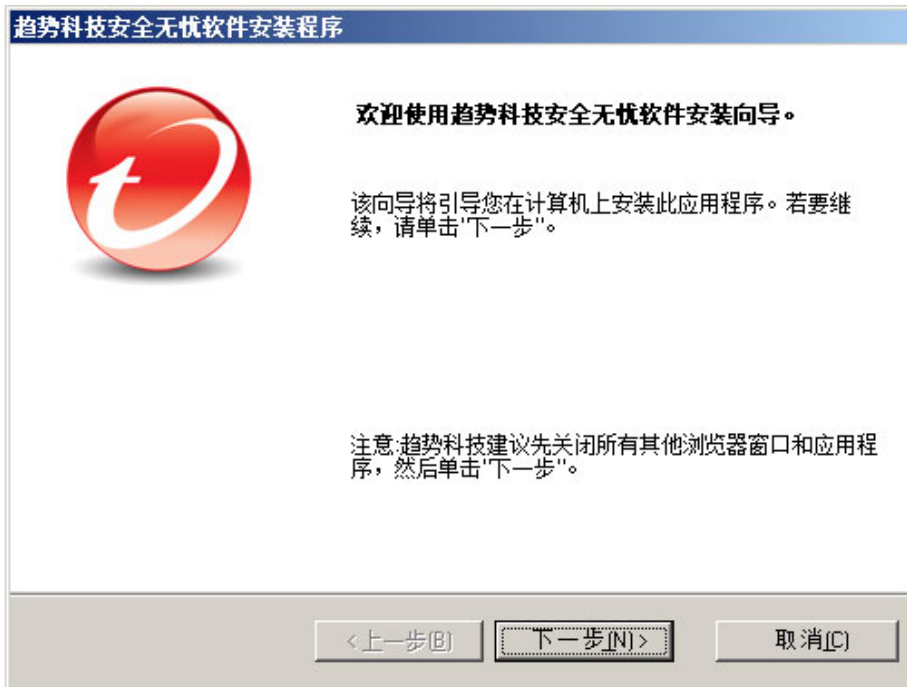 趋势科技安全无忧软件安装程序
欢迎使用趋势科技安全无忧软件安装向导。
该向导将引导您在计算机上安装此应用程序。若要继
续，请单击"下一步"。
注意:趋势科技建议先关闭所有其他浏览器窗口和应用程
序，然后单击"下一步"。
<上一步(B) 下一步(N)> 取消(C)